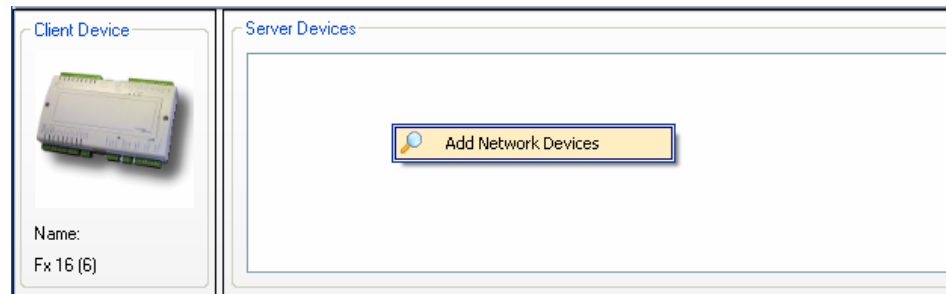 Client Device
Name:
Fx 16 (6)
Server Devices
Add Network Devices